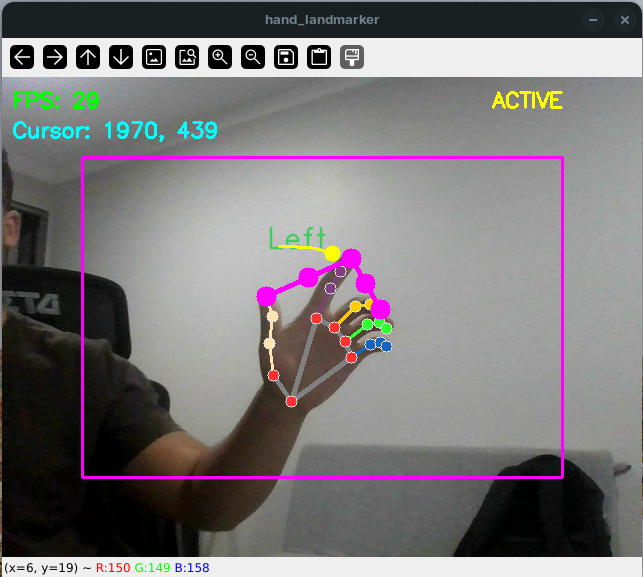 hand_landmarker
FPS: 29
ACTIVE
Cursor: 1970, 439
Left
(x=6, y=19) ~ R:150 G:149 B:158